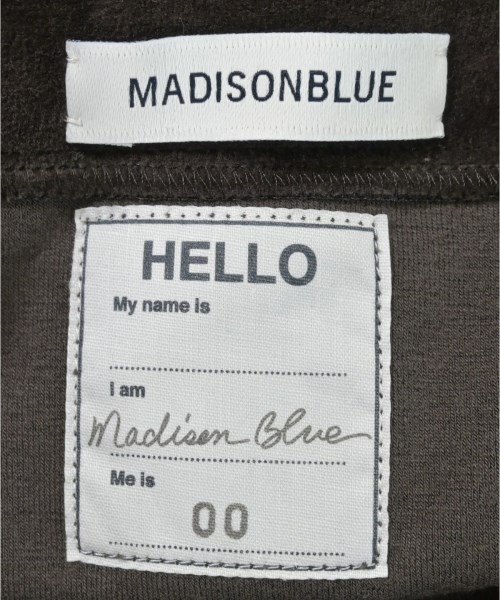 MADISONBLUE
HELLO
My name is
I am
Madison Blue
Me is
00